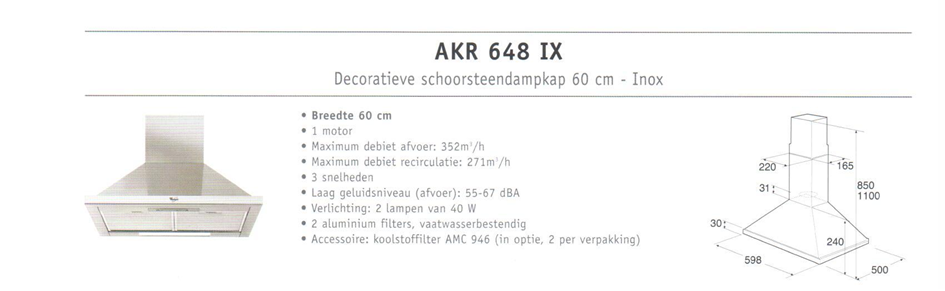 AKR 648 IX
Decoratieve schoorsteendampkap 60 cm - Inox
• Breedte 60 cm
• 1 motor
• Maximum debiet afvoer: 352m³/h
• Maximum debiet recirculatie: 271m³/h
• 3 snelheden
• Laag geluidsniveau (afvoer): 55-67 dBA
• Verlichting: 2 lampen van 40 W
• 2 aluminium filters, vaatwasserbestendig
• Accessoire: koolstoffilter AMC 946 (in optie, 2 per verpakking)
220
165
31
850
1100
30
240
598
500